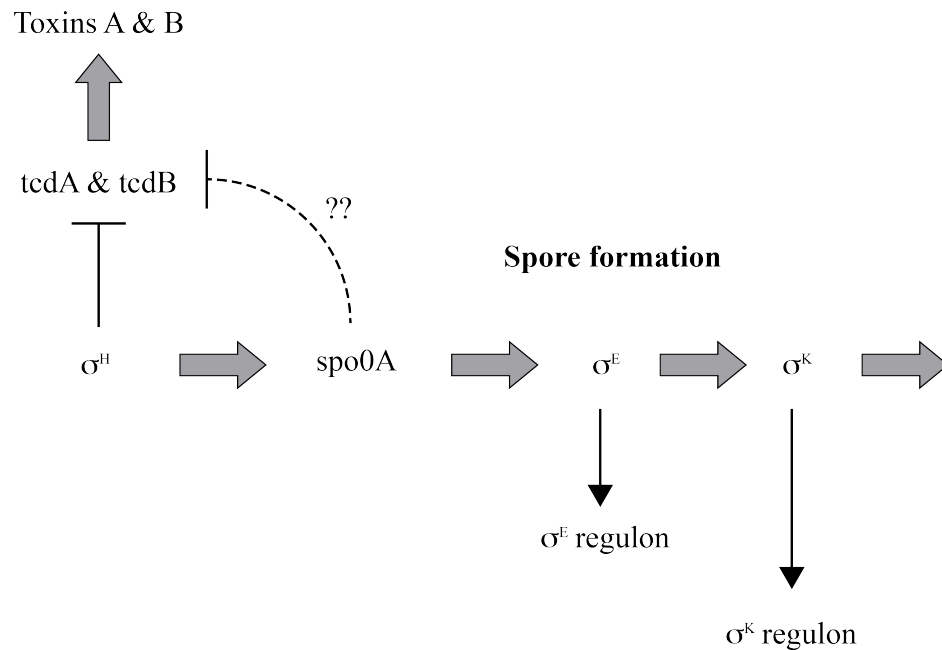 Toxins A & B
tcdA & tcdB
??
Spore formation
σᴴ
spo0A
σᴱ
σᴷ
σᴱ regulon
σᴷ regulon